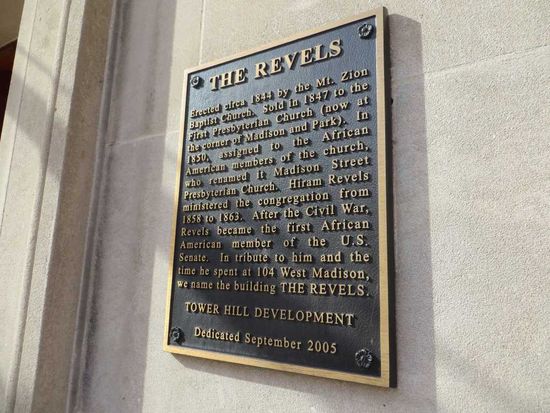 THE REVELS
Erected circa 1844 by the Mt. Zion
Baptist Church. Sold in 1847 to the
First Presbyterian Church (now at
the corner of Madison and Park). In
1850, assigned to the African
American members of the church,
who renamed it Madison Street
Presbyterian Church. Hiram Revels
ministered the congregation from
1858 to 1863. After the Civil War,
Revels became the first African
American member of the U.S.
Senate. In tribute to him and the
time he spent at 104 West Madison,
we name the building THE REVELS.
TOWER HILL DEVELOPMENT
Dedicated September 2005